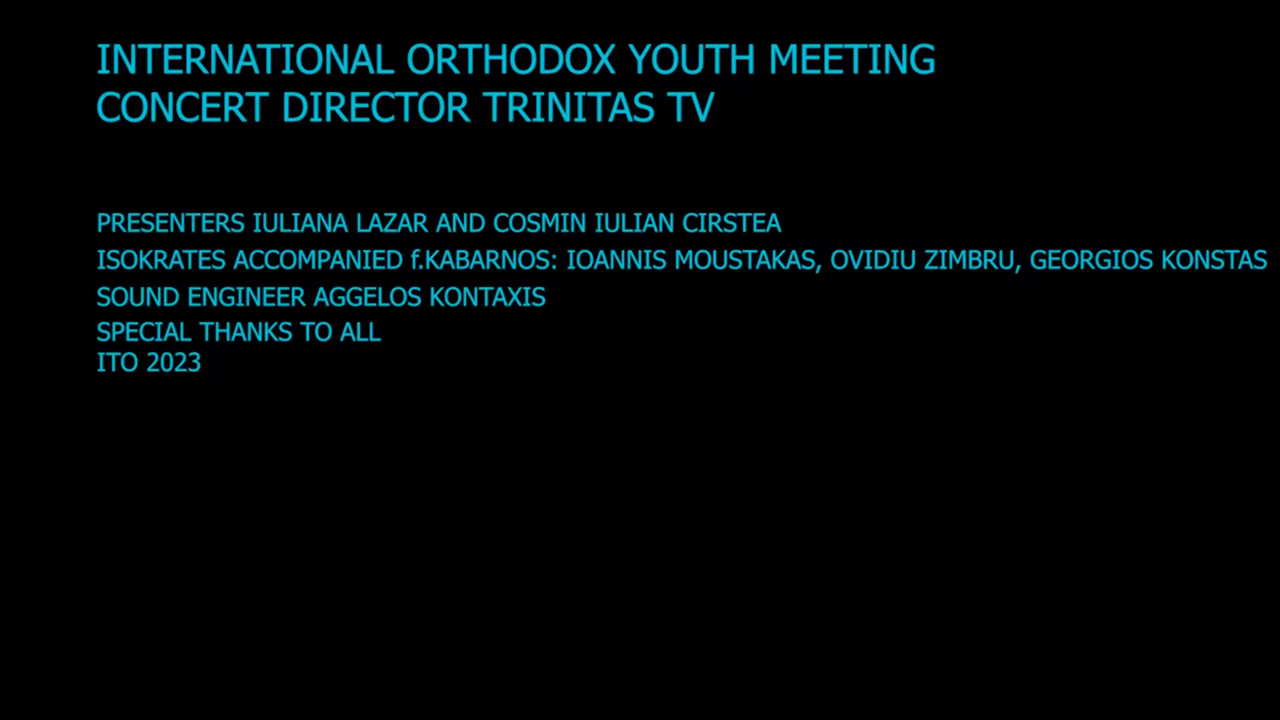 INTERNATIONAL ORTHODOX YOUTH MEETING
CONCERT DIRECTOR TRINITAS TV
PRESENTERS IULIANA LAZAR AND COSMIN IULIAN CIRSTEA
ISOKRATES ACCOMPANIED f.KABARNOS: IOANNIS MOUSTAKAS, OVIDIU ZIMBRU, GEORGIOS KONSTAS
SOUND ENGINEER AGGELOS KONTAXIS
SPECIAL THANKS TO ALL
ITO 2023